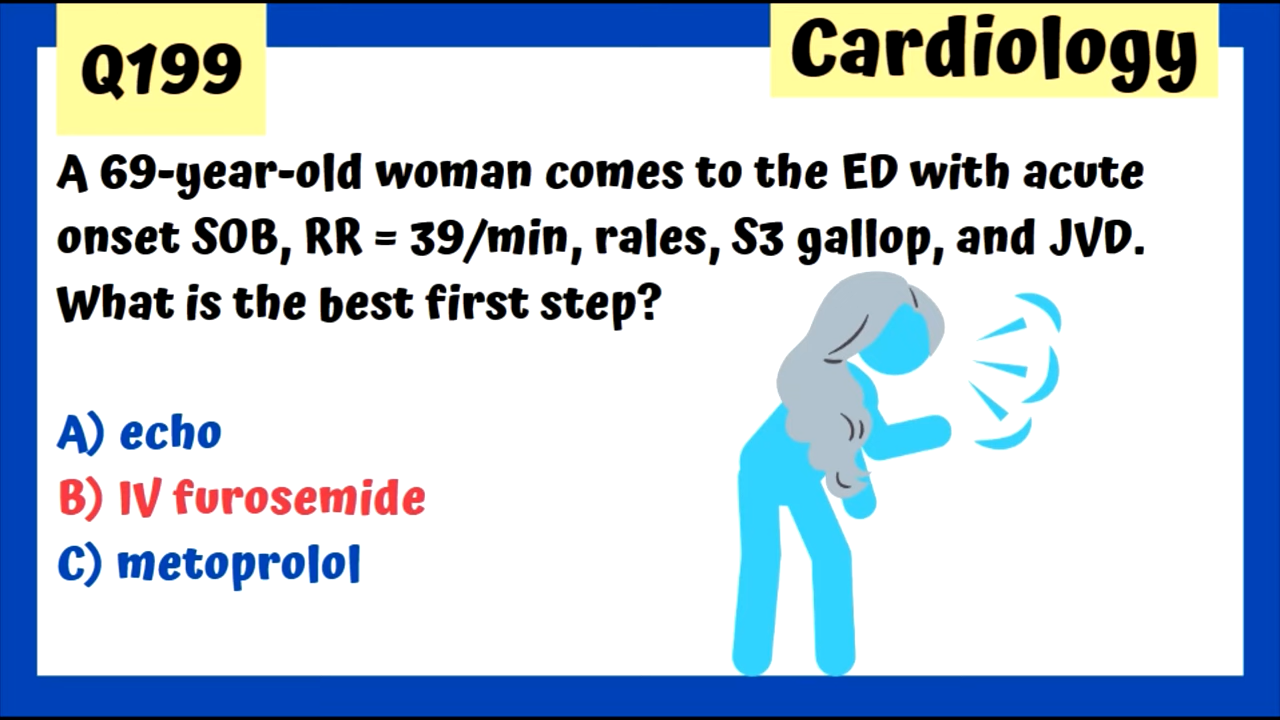 Q199
Cardiology
A 69-year-old woman comes to the ED with acute
onset SOB, RR = 39/min, rales, S3 gallop, and JVD.
What is the best first step?
A) echo
B) IV furosemide
C) metoprolol